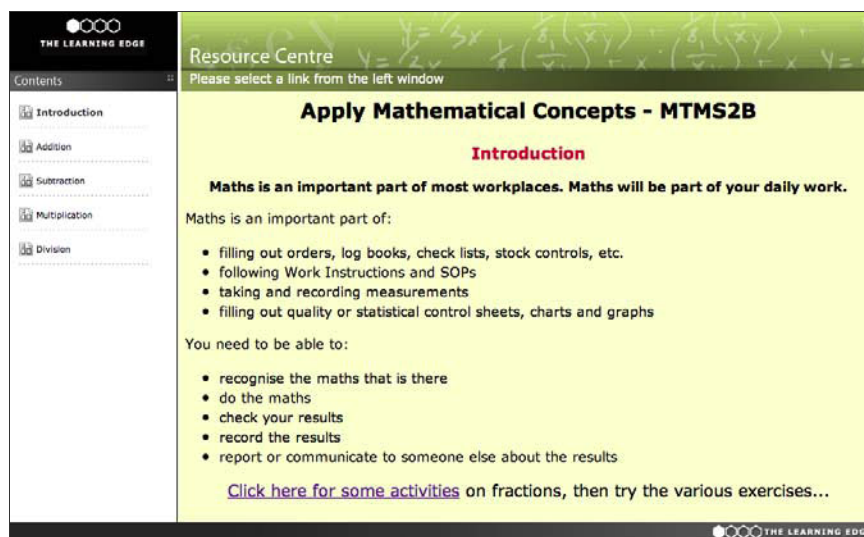 THE LEARNING EDGE
Resource Centre
Contents
Please select a link from the left window
Introduction
Addition
Subtraction
Multiplication
Division
Apply Mathematical Concepts - MTMS2B
Introduction
Maths is an important part of most workplaces. Maths will be part of your daily work.
Maths is an important part of:
• filling out orders, log books, check lists, stock controls, etc.
• following Work Instructions and SOPs
• taking and recording measurements
• filling out quality or statistical control sheets, charts and graphs
You need to be able to:
• recognise the maths that is there
• do the maths
• check your results
• record the results
• report or communicate to someone else about the results
Click here for some activities on fractions, then try the various exercises...
THE LEARNING EDG